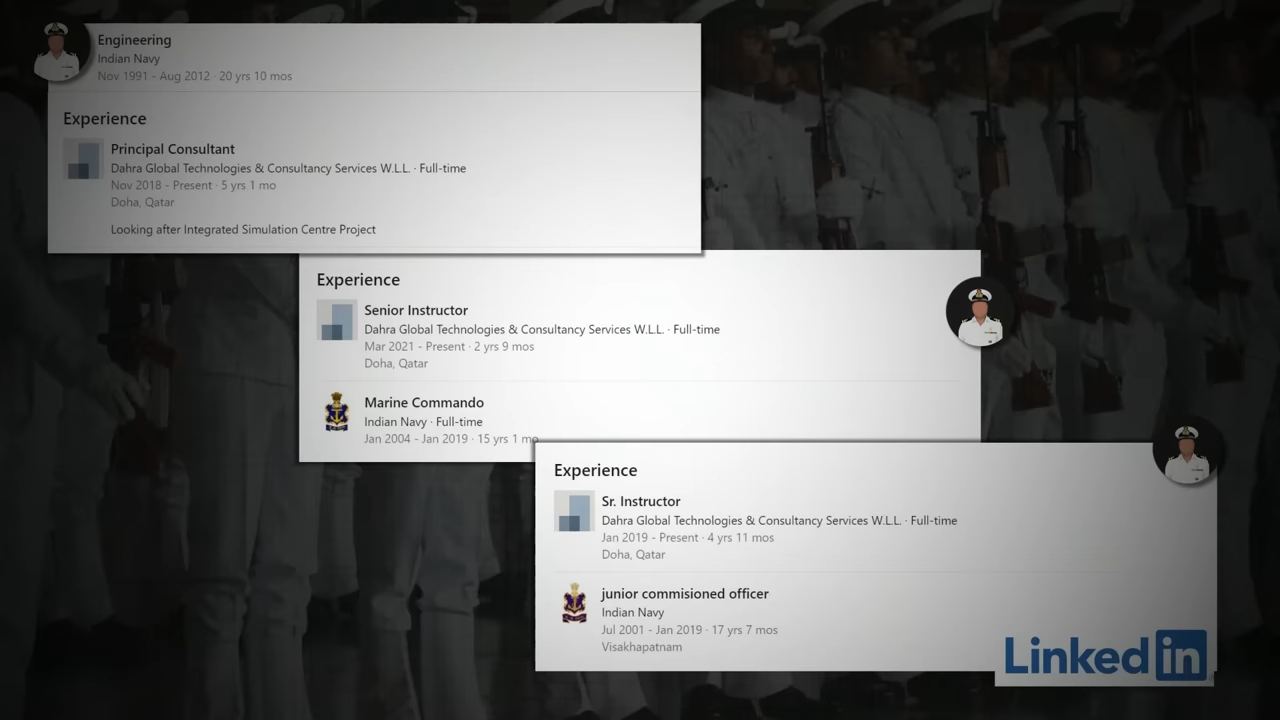 Engineering
Indian Navy
Nov 1991 - Aug 2012 · 20 yrs 10 mos
Experience
Principal Consultant
Dahra Global Technologies & Consultancy Services W.L.L. · Full-time
Nov 2018 - Present · 5 yrs 1 mo
Doha, Qatar
Looking after Integrated Simulation Centre Project
Experience
Senior Instructor
Dahra Global Technologies & Consultancy Services W.L.L. · Full-time
Mar 2021 - Present · 2 yrs 9 mos
Doha, Qatar
Marine Commando
Indian Navy · Full-time
Jan 2004 - Jan 2019 · 15 yrs 1 mo
Experience
Sr. Instructor
Dahra Global Technologies & Consultancy Services W.L.L. · Full-time
Jan 2019 - Present · 4 yrs 11 mos
Doha, Qatar
junior commisioned officer
Indian Navy
Jul 2001 - Jan 2019 · 17 yrs 7 mos
Visakhapatnam
LinkedIn